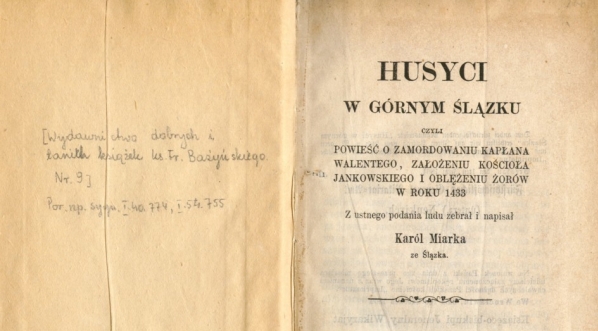 [Wydawnictwo dobrych i
tanich książek ks. Fr. Bażyńskiego.
Nr. 9]
Por. np. sygn. I.40.774, I.54.755
HUSYCI
W GÓRNYM ŚLĄZKU
CZYLI
POWIEŚĆ O ZAMORDOWANIU KAPŁANA
WALENTEGO, ZAŁOŻENIU KOŚCIOŁA
JANKOWSKIEGO I OBLĘŻENIU ŻORÓW
W ROKU 1433
Z ustnego podania ludu zebrał i napisał
Karól Miarka
ze Ślązka.